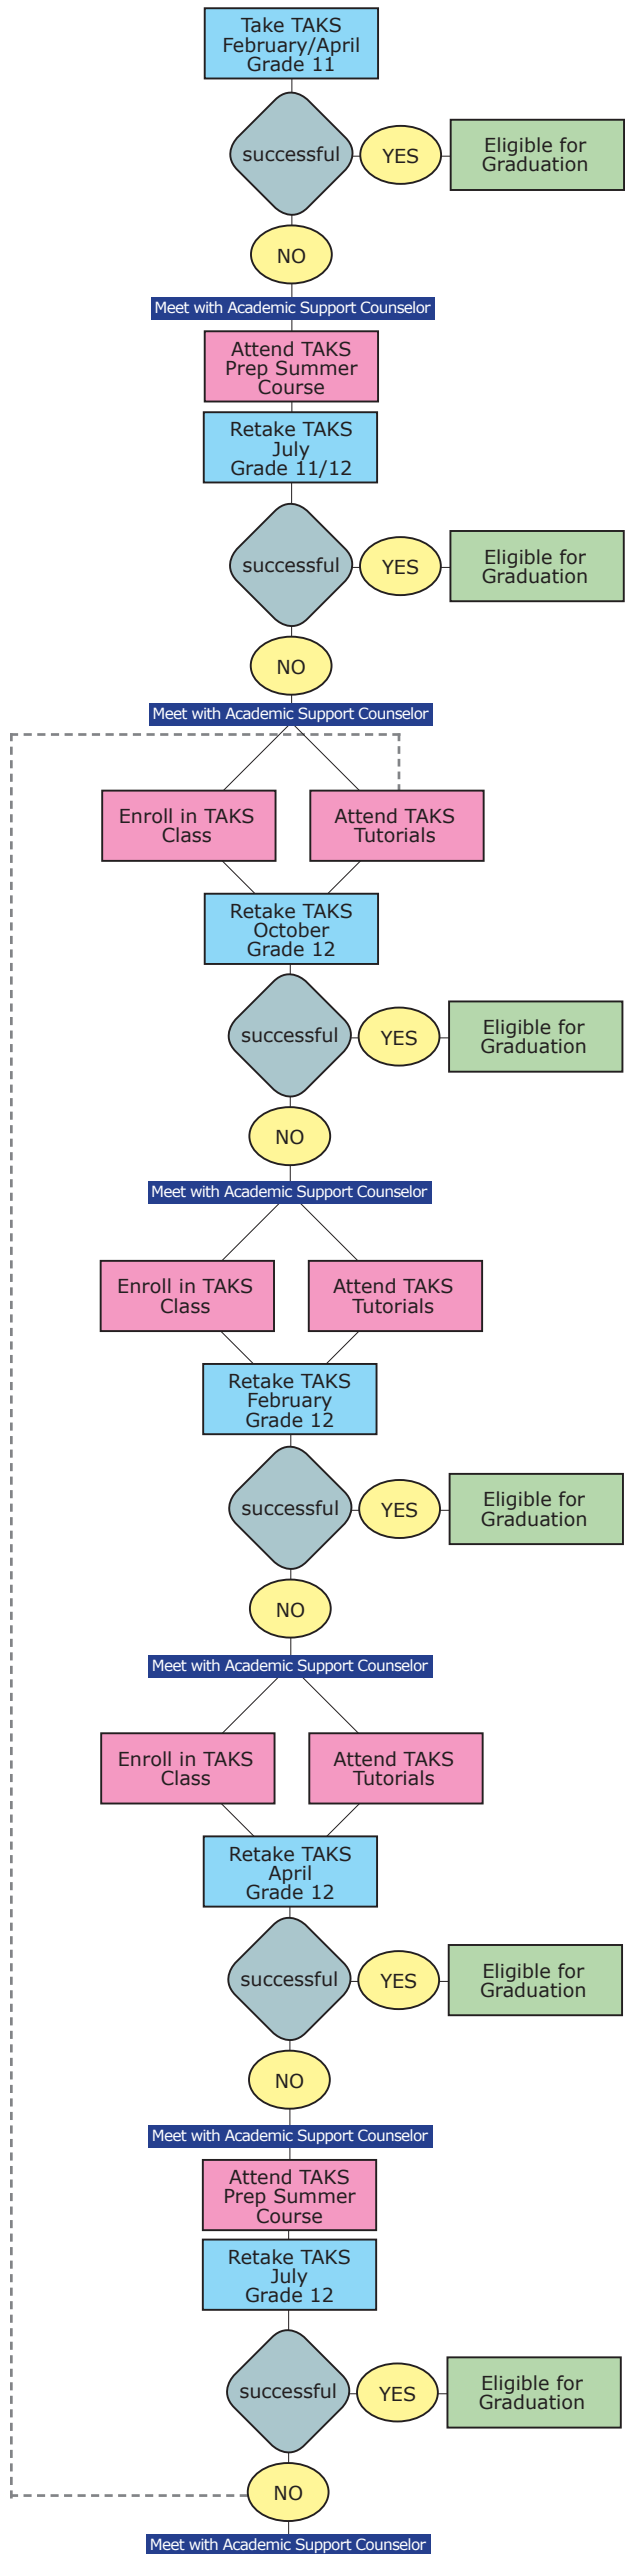 Take TAKS
February/April
Grade 11
successful
YES
Eligible for
Graduation
NO
Meet with Academic Support Counselor
Attend TAKS
Prep Summer
Course
Retake TAKS
July
Grade 11/12
successful
YES
Eligible for
Graduation
NO
Meet with Academic Support Counselor
Enroll in TAKS
Class
Attend TAKS
Tutorials
Retake TAKS
October
Grade 12
successful
YES
Eligible for
Graduation
NO
Meet with Academic Support Counselor
Enroll in TAKS
Class
Attend TAKS
Tutorials
Retake TAKS
February
Grade 12
successful
YES
Eligible for
Graduation
NO
Meet with Academic Support Counselor
Enroll in TAKS
Class
Attend TAKS
Tutorials
Retake TAKS
April
Grade 12
successful
YES
Eligible for
Graduation
NO
Meet with Academic Support Counselor
Attend TAKS
Prep Summer
Course
Retake TAKS
July
Grade 12
successful
YES
Eligible for
Graduation
NO
Meet with Academic Support Counselor